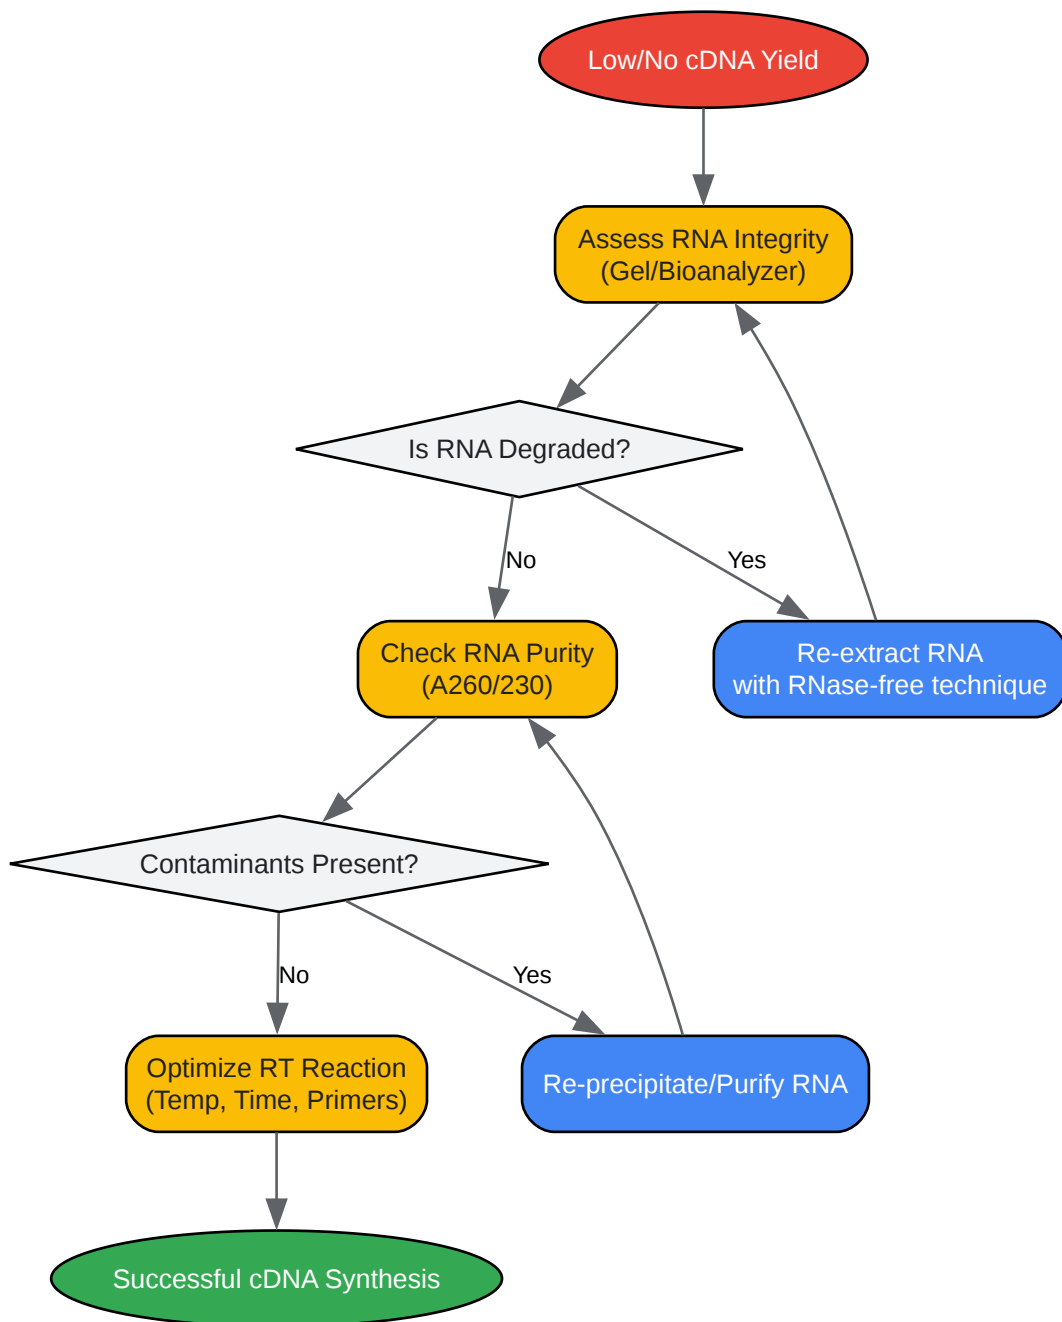 Low/No cDNA Yield
Assess RNA Integrity
(Gel/Bioanalyzer)
Is RNA Degraded?
No
Yes
Check RNA Purity
(A260/230)
Re-extract RNA
with RNase-free technique
Contaminants Present?
No
Yes
Optimize RT Reaction
(Temp, Time, Primers)
Re-precipitate/Purify RNA
Successful cDNA Synthesis